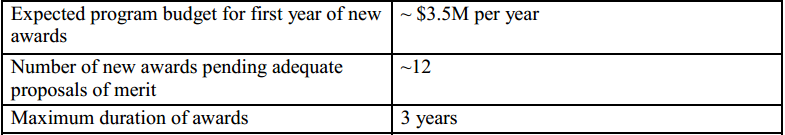 Expected program budget for first year of new awards
~ $3.5M per year
Number of new awards pending adequate proposals of merit
~12
Maximum duration of awards
3 years